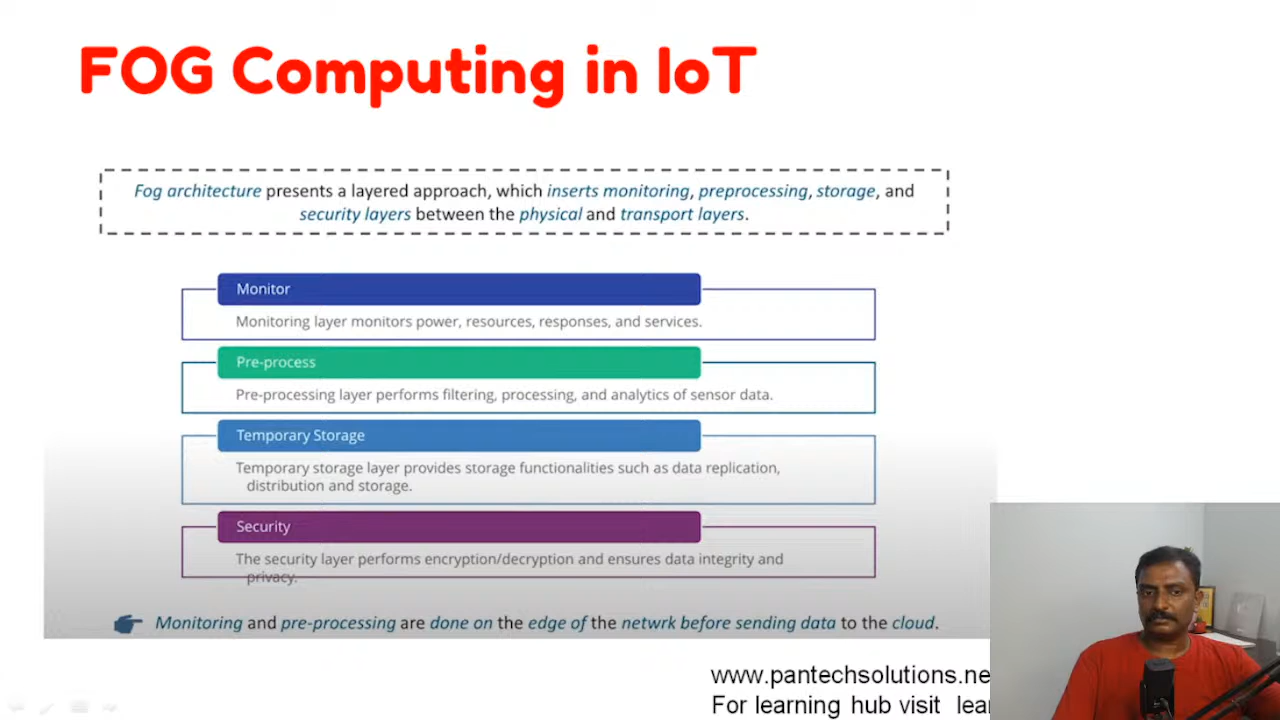 FOG Computing in IoT
Fog architecture presents a layered approach, which inserts monitoring, preprocessing, storage, and
security layers between the physical and transport layers.
Monitor
Monitoring layer monitors power, resources, responses, and services.
Pre-process
Pre-processing layer performs filtering, processing, and analytics of sensor data.
Temporary Storage
Temporary storage layer provides storage functionalities such as data replication,
distribution and storage.
Security
The security layer performs encryption/decryption and ensures data integrity and
privacy.
Monitoring and pre-processing are done on the edge of the netwrk before sending data to the cloud.
www.pantechsolutions.ne
For learning hub visit lea